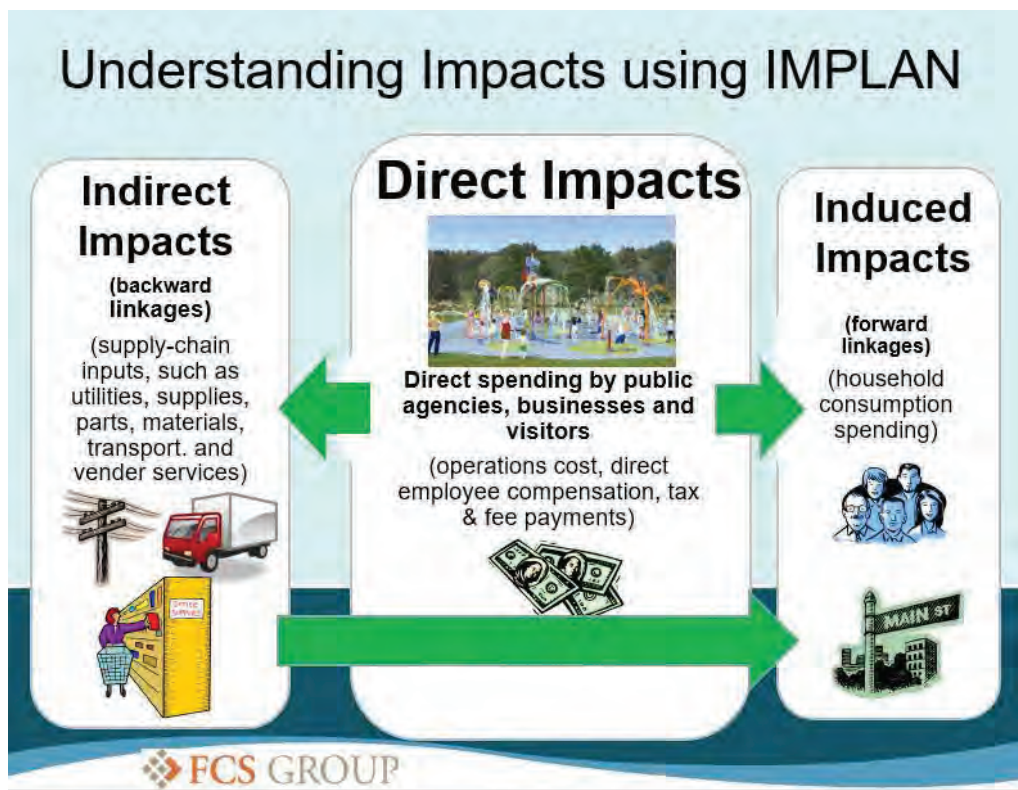 Understanding Impacts using IMPLAN
Indirect
Impacts
(backward
linkages)
(supply-chain
inputs, such as
utilities, supplies,
parts, materials,
transport. and
vender services)
OFFICE
SUPPLIES
Direct Impacts
Direct spending by public
agencies, businesses and
visitors
(operations cost, direct
employee compensation, tax
& fee payments)
Induced
Impacts
(forward
linkages)
(household
consumption
spending)
MAIN ST
FCS GROUP